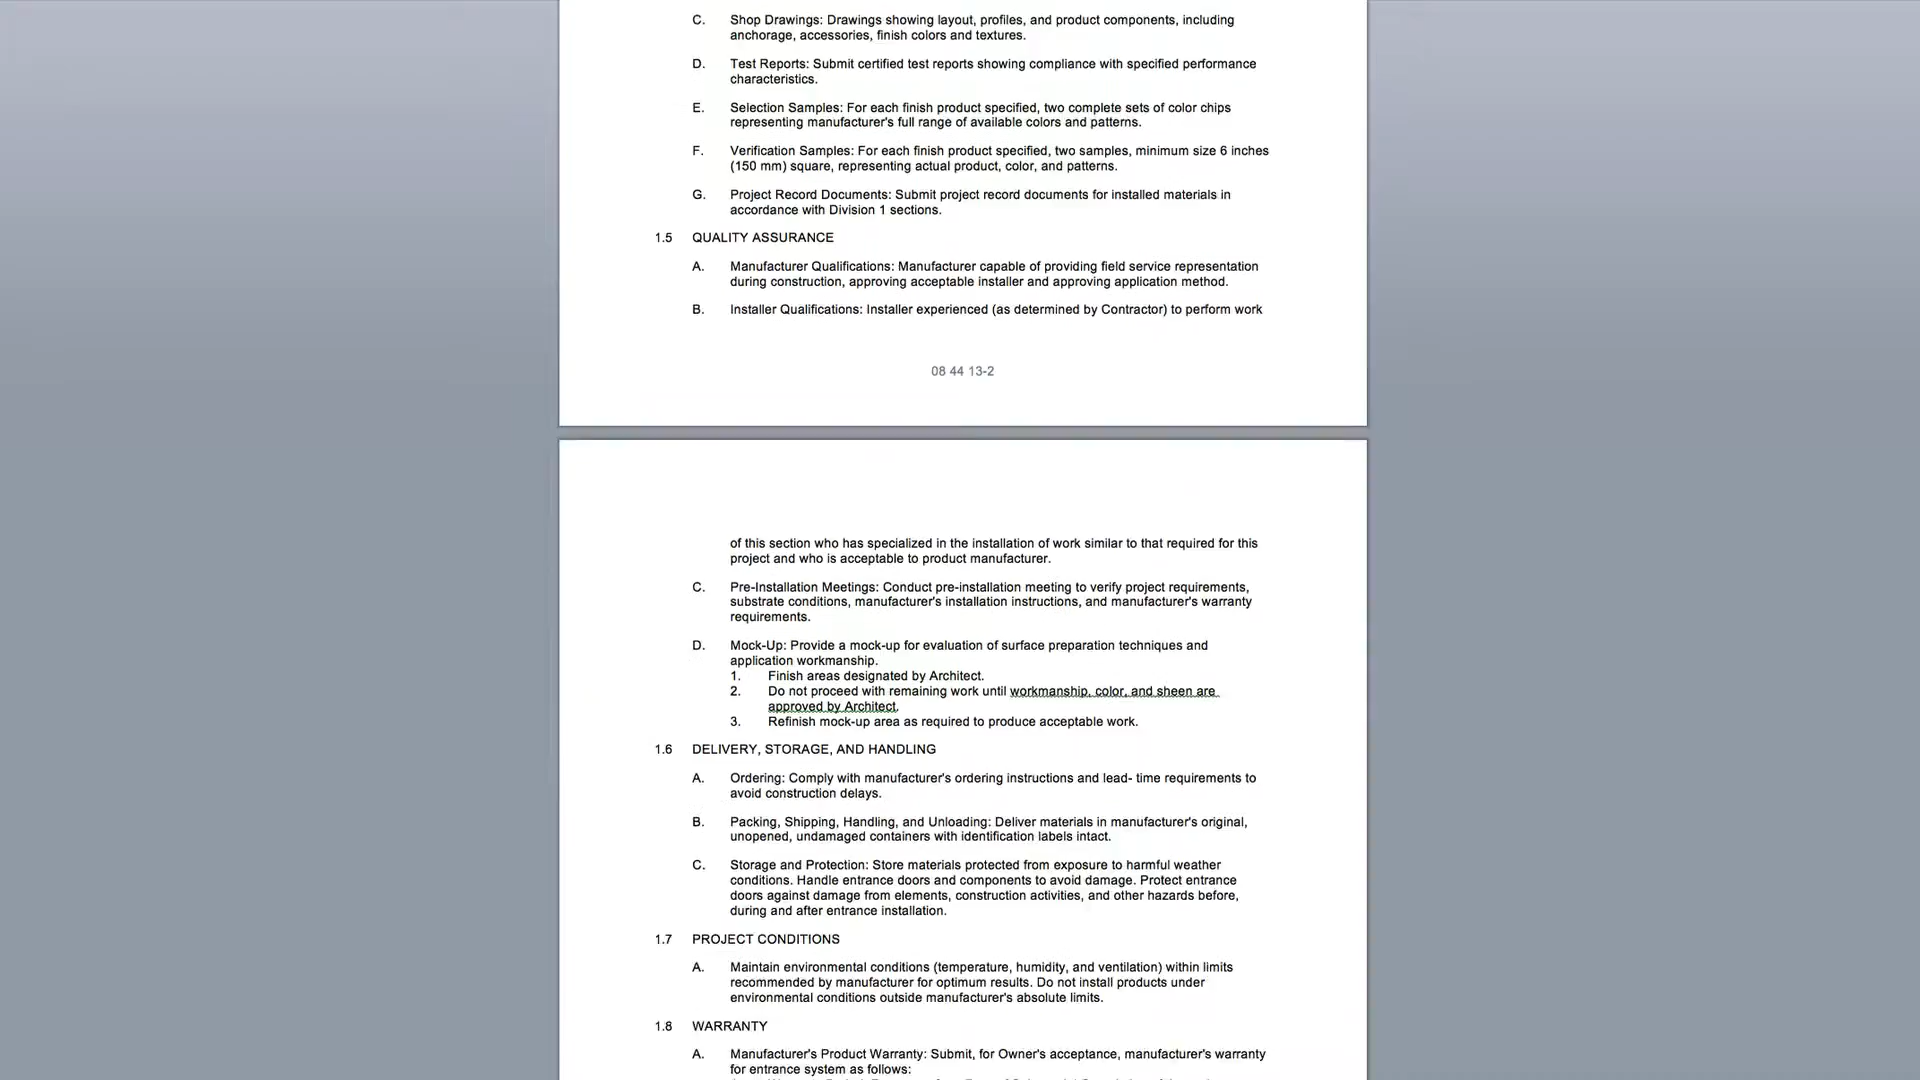 C. Shop Drawings: Drawings showing layout, profiles, and product components, including
anchorage, accessories, finish colors and textures.
D. Test Reports: Submit certified test reports showing compliance with specified performance
characteristics.
E. Selection Samples: For each finish product specified, two complete sets of color chips
representing manufacturer's full range of available colors and patterns.
F. Verification Samples: For each finish product specified, two samples, minimum size 6 inches
(150 mm) square, representing actual product, color, and patterns.
G. Project Record Documents: Submit project record documents for installed materials in
accordance with Division 1 sections.
1.5 QUALITY ASSURANCE
A. Manufacturer Qualifications: Manufacturer capable of providing field service representation
during construction, approving acceptable installer and approving application method.
B. Installer Qualifications: Installer experienced (as determined by Contractor) to perform work
08 44 13-2
of this section who has specialized in the installation of work similar to that required for this
project and who is acceptable to product manufacturer.
C. Pre-Installation Meetings: Conduct pre-installation meeting to verify project requirements,
substrate conditions, manufacturer's installation instructions, and manufacturer's warranty
requirements.
D. Mock-Up: Provide a mock-up for evaluation of surface preparation techniques and
application workmanship.
1. Finish areas designated by Architect.
2. Do not proceed with remaining work until workmanship, color, and sheen are
approved by Architect.
3. Refinish mock-up area as required to produce acceptable work.
1.6 DELIVERY, STORAGE, AND HANDLING
A. Ordering: Comply with manufacturer's ordering instructions and lead- time requirements to
avoid construction delays.
B. Packing, Shipping, Handling, and Unloading: Deliver materials in manufacturer's original,
unopened, undamaged containers with identification labels intact.
C. Storage and Protection: Store materials protected from exposure to harmful weather
conditions. Handle entrance doors and components to avoid damage. Protect entrance
doors against damage from elements, construction activities, and other hazards before,
during and after entrance installation.
1.7 PROJECT CONDITIONS
A. Maintain environmental conditions (temperature, humidity, and ventilation) within limits
recommended by manufacturer for optimum results. Do not install products under
environmental conditions outside manufacturer's absolute limits.
1.8 WARRANTY
A. Manufacturer's Product Warranty: Submit, for Owner's acceptance, manufacturer's warranty
for entrance system as follows: